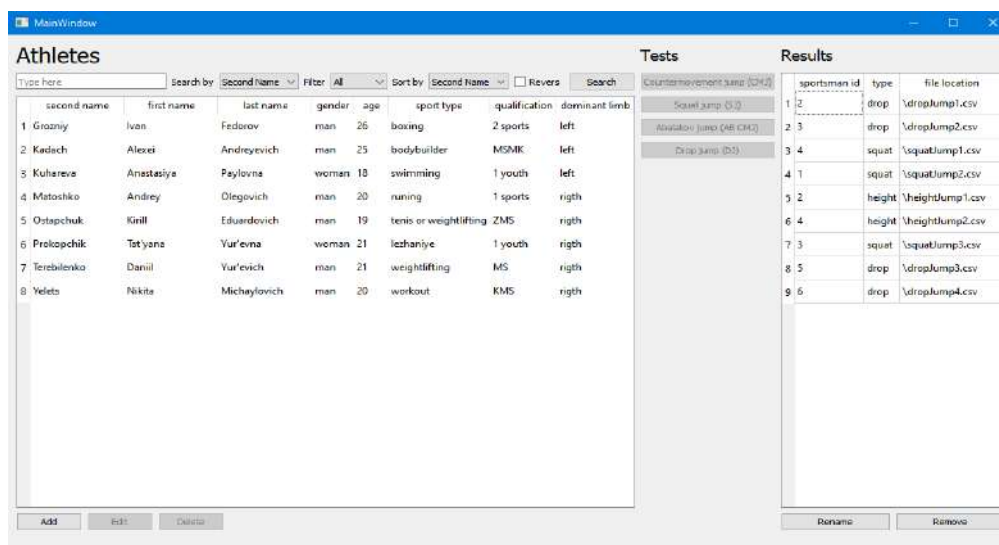 MainWindow
Athletes
Tests
Results
Type here Search by Second Name Filter All Sort by Second Name Revers Search
second name first name last name gender age sport type qualification dominant limb
1 Grozniy Ivan Fedorov man 26 boxing 2 sports left
2 Kadach Alexei Andreyevich man 25 bodybuilder MSMK left
3 Kuhareva Anastasiya Pavlovna woman 18 swimming 1 youth left
4 Matoshko Andrey Olegovich man 20 runing 1 sports rigth
5 Ostapchuk Kirill Eduardovich man 19 tenis or weightlifting ZMS rigth
6 Prokopchik Tat'yana Yur'evna woman 21 lezhaniye 1 youth rigth
7 Terebilenko Daniil Yur'evich man 21 weightlifting MS rigth
8 Yelets Nikita Michaylovich man 20 workout KMS rigth
Add Edit Delete
Countermovement jump (CMJ)
Squat jump (SJ)
Abalakov jump (AB CMJ)
Drop jump (DJ)
sportsman id type file location
1 2 drop \dropJump1.csv
2 3 drop \dropJump2.csv
3 4 squat \squatJump1.csv
4 1 squat \squatJump2.csv
5 2 height \heightJump1.csv
6 4 height \heightJump2.csv
7 3 squat \squatJump3.csv
8 5 drop \dropJump3.csv
9 6 drop \dropJump4.csv
Rename Remove